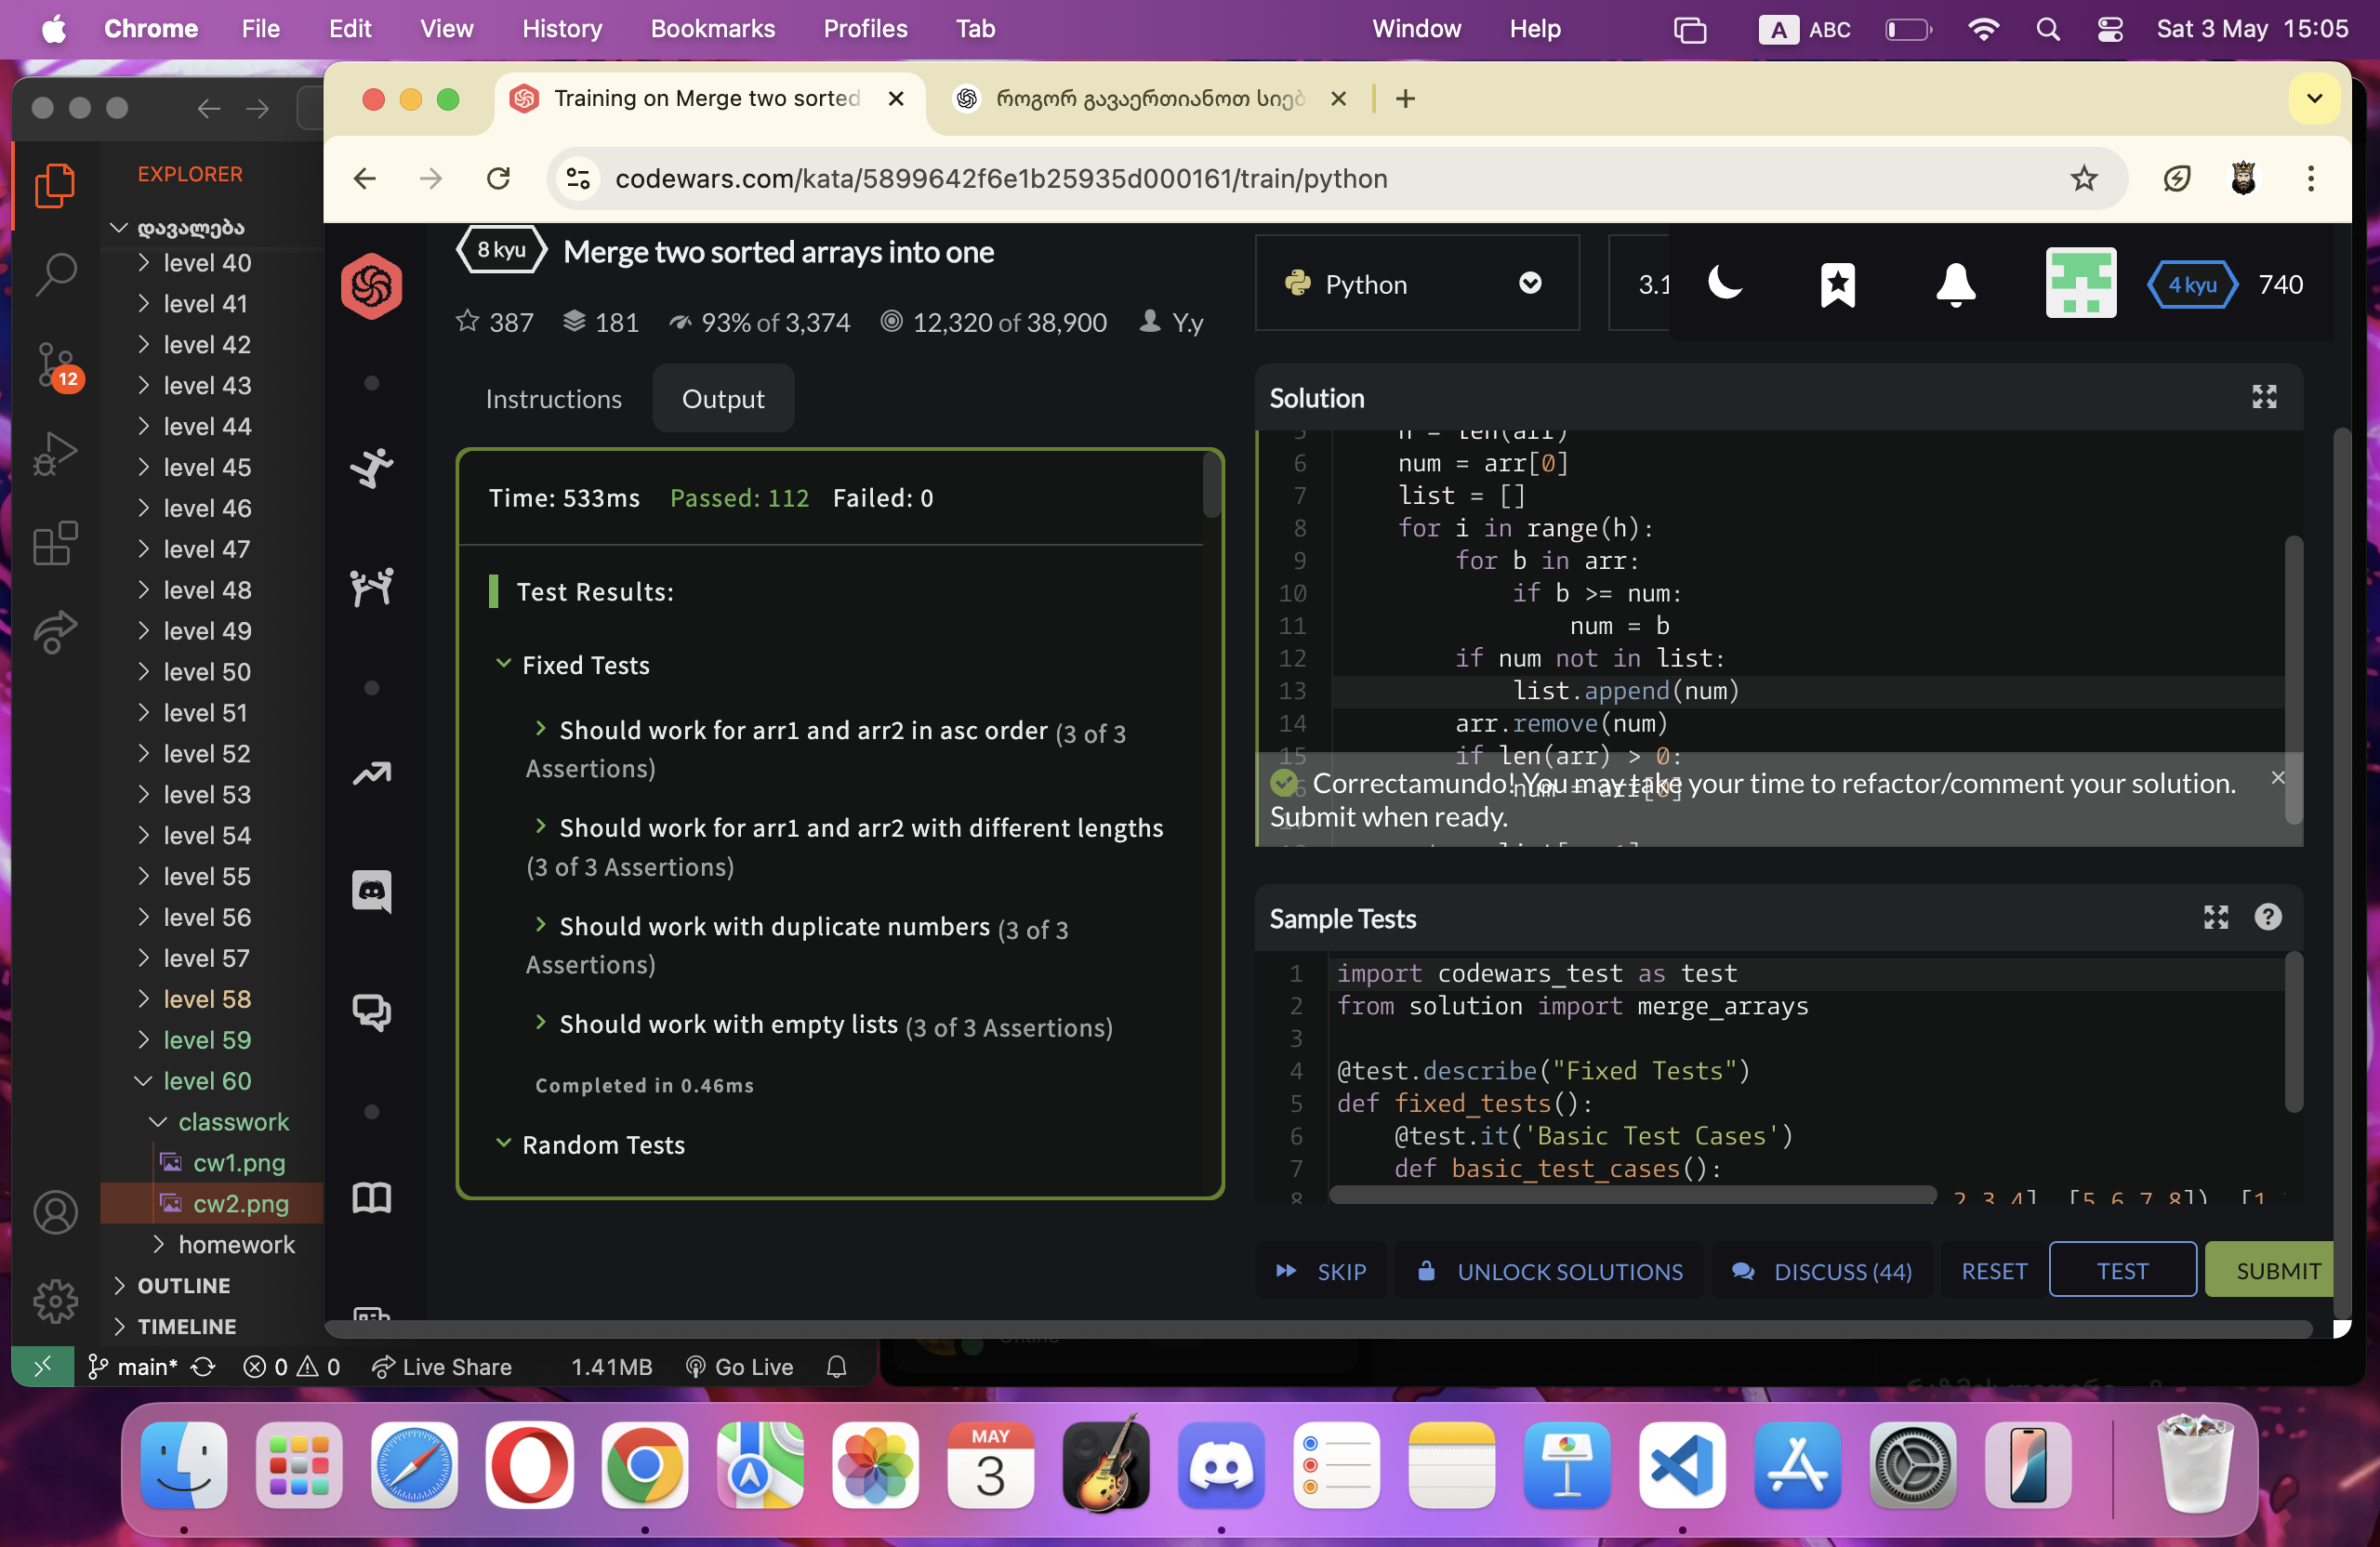 Chrome File Edit View History Bookmarks Profiles Tab Window Help A ABC Sat 3 May 15:05
Training on Merge two sorted
როგორ გავაერთიანოთ სიებ
codewars.com/kata/5899642f6e1b25935d000161/train/python
EXPLORER
დავალება
level 40
level 41
level 42
level 43
level 44
level 45
level 46
level 47
level 48
level 49
level 50
level 51
level 52
level 53
level 54
level 55
level 56
level 57
level 58
level 59
level 60
classwork
cw1.png
cw2.png
homework
OUTLINE
TIMELINE
12
main* 0 0 Live Share 1.41MB Go Live
8 kyu Merge two sorted arrays into one
387 181 93% of 3,374 12,320 of 38,900 Y.y
Python
3.1
4 kyu 740
Instructions Output
Time: 533ms Passed: 112 Failed: 0
Test Results:
Fixed Tests
Should work for arr1 and arr2 in asc order (3 of 3
Assertions)
Should work for arr1 and arr2 with different lengths
(3 of 3 Assertions)
Should work with duplicate numbers (3 of 3
Assertions)
Should work with empty lists (3 of 3 Assertions)
Completed in 0.46ms
Random Tests
Solution
5 h = len(arr)
6 num = arr[0]
7 list = []
8 for i in range(h):
9 for b in arr:
10 if b >= num:
11 num = b
12 if num not in list:
13 list.append(num)
14 arr.remove(num)
15 if len(arr) > 0:
16 num = arr[0]
Correctamundo! You may take your time to refactor/comment your solution.
Submit when ready.
Sample Tests
1 import codewars_test as test
2 from solution import merge_arrays
3
4 @test.describe("Fixed Tests")
5 def fixed_tests():
6 @test.it('Basic Test Cases')
7 def basic_test_cases():
8 2,3,4], [5,6,7,8]), [1,
SKIP UNLOCK SOLUTIONS DISCUSS (44) RESET TEST SUBMIT
MAY
3